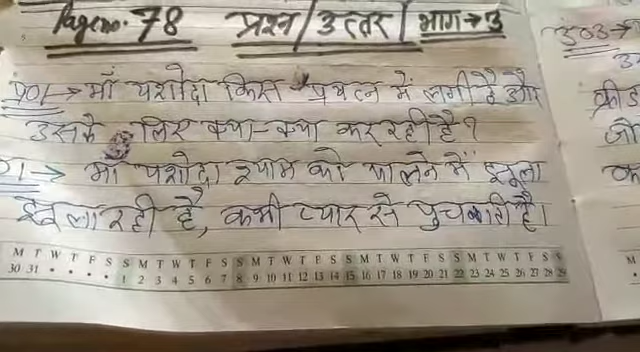 Page no. 78 प्रश्न/उत्तर/भाग→3
प्र01→ माँ यशोदा किस प्रयत्न में लगी है और
उसके लिए क्या-क्या कर रही है?
→ माँ यशोदा श्याम को पालने में झूला
झुला रही है, कभी प्यार से पुचकारती है।
M T W T F S S M T W T F S S M T W T F S S M T W T F S S M T W T F S S
30 31 • • • • 1 2 3 4 5 6 7 8 9 10 11 12 13 14 15 16 17 18 19 20 21 22 23 24 25 26 27 28 29
उ03→